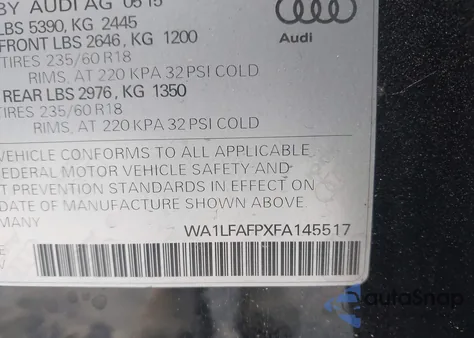 BY AUDI AG 05 15
LBS 5390, KG 2445
FRONT LBS 2646, KG 1200
TIRES 235/60 R18
RIMS, AT 220 KPA 32 PSI COLD
REAR LBS 2976, KG 1350
TIRES 235/60 R18
RIMS, AT 220 KPA 32 PSI COLD
Audi
VEHICLE CONFORMS TO ALL APPLICABLE
FEDERAL MOTOR VEHICLE SAFETY AND
T PREVENTION STANDARDS IN EFFECT ON
DATE OF MANUFACTURE SHOWN ABOVE.
MANY
WA1LFAFPXFA145517
autoSnap